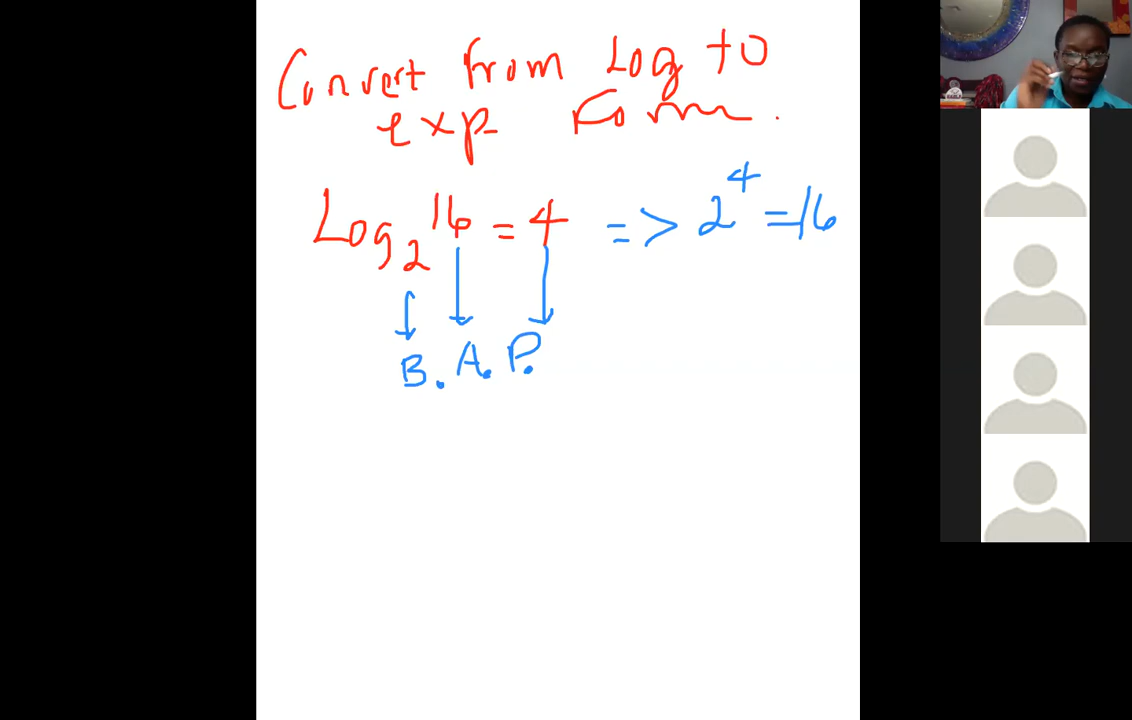 Convert from Log to
exp. Form.
Log₂16 = 4 => 2⁴ = 16
B. A. P.